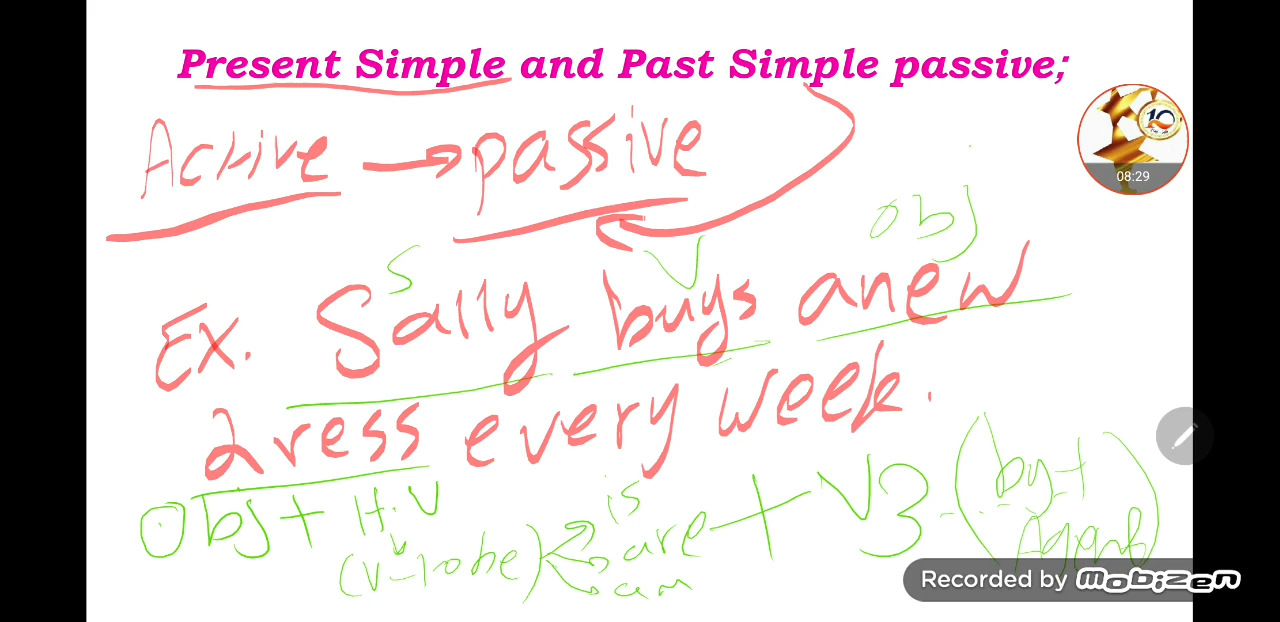 Present Simple and Past Simple passive;
10
08:29
Active → passive
S V obj
Ex. Sally buys anew
dress every week.
Obj + H.V is + V3 (by +
(v-to be) are Agent)
am
Recorded by Mobizen